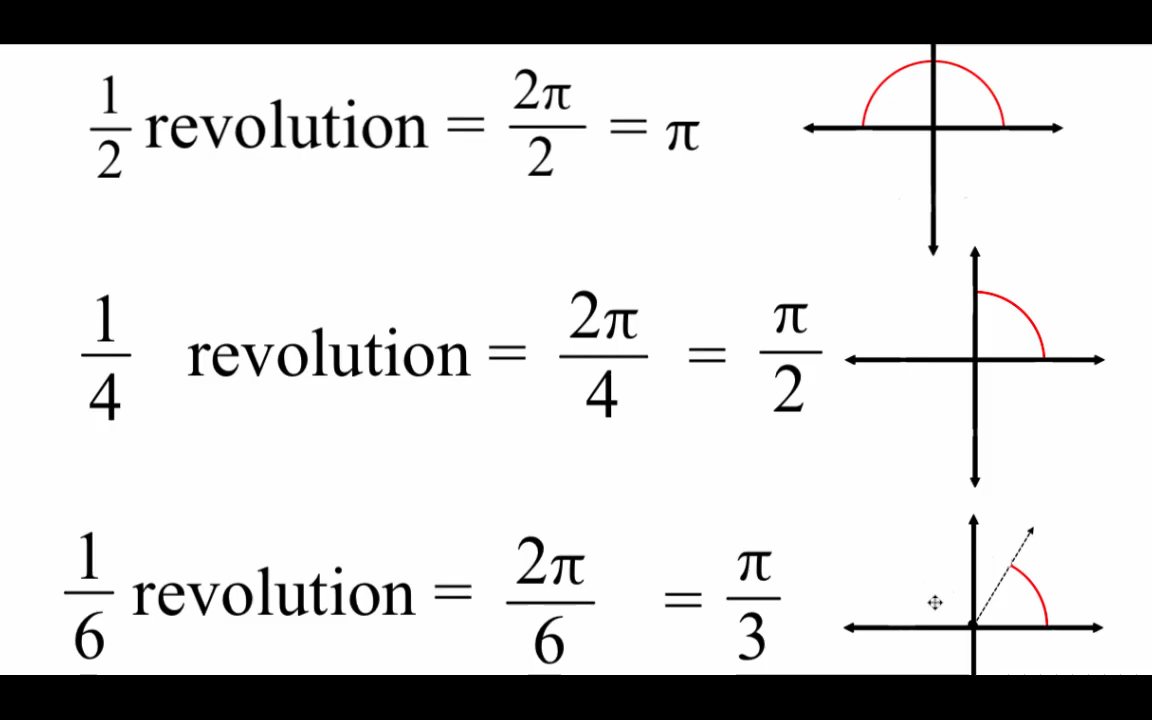 1/2 revolution = 2π/2 = π
1/4 revolution = 2π/4 = π/2
1/6 revolution = 2π/6 = π/3